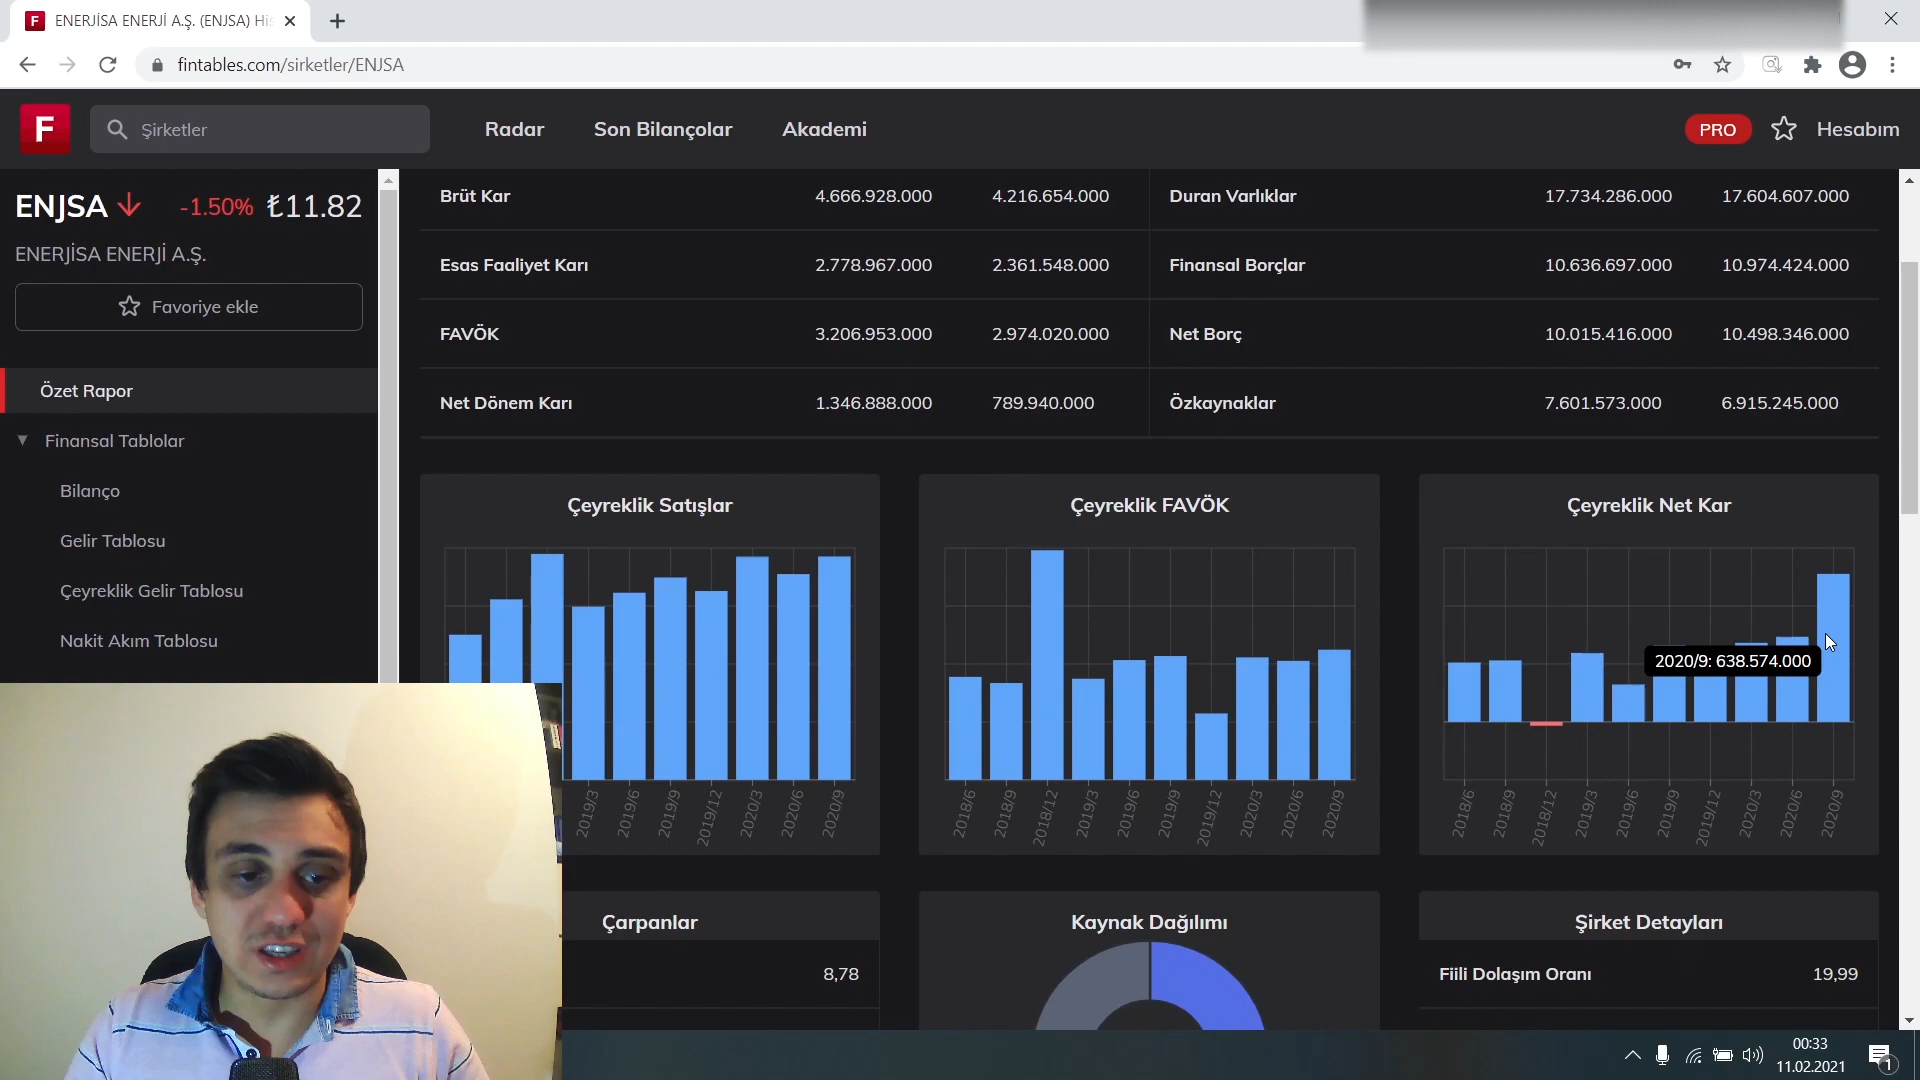 F ENERJİSA ENERJİ A.Ş. (ENJSA) His
fintables.com/sirketler/ENJSA
F Şirketler Radar Son Bilançolar Akademi PRO Hesabım
ENJSA -1.50% ₺11.82
ENERJİSA ENERJİ A.Ş.
Favoriye ekle
Özet Rapor
Finansal Tablolar
Bilanço
Gelir Tablosu
Çeyreklik Gelir Tablosu
Nakit Akım Tablosu
Brüt Kar 4.666.928.000 4.216.654.000 Duran Varlıklar 17.734.286.000 17.604.607.000
Esas Faaliyet Karı 2.778.967.000 2.361.548.000 Finansal Borçlar 10.636.697.000 10.974.424.000
FAVÖK 3.206.953.000 2.974.020.000 Net Borç 10.015.416.000 10.498.346.000
Net Dönem Karı 1.346.888.000 789.940.000 Özkaynaklar 7.601.573.000 6.915.245.000
Çeyreklik Satışlar
2019/3 2019/6 2019/9 2019/12 2020/3 2020/6 2020/9
Çeyreklik FAVÖK
2018/6 2018/9 2018/12 2019/3 2019/6 2019/9 2019/12 2020/3 2020/6 2020/9
Çeyreklik Net Kar
2020/9: 638.574.000
2018/6 2018/9 2018/12 2019/3 2019/6 2019/9 2019/12 2020/3 2020/6 2020/9
Çarpanlar
8,78
Kaynak Dağılımı
Şirket Detayları
Fiili Dolaşım Oranı 19,99
00:33
11.02.2021
1